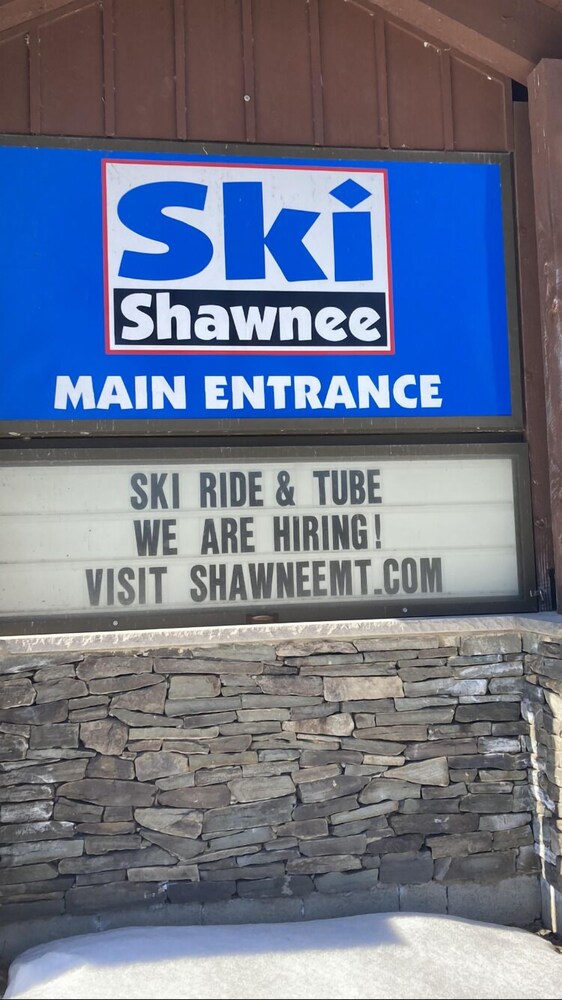 Ski
Shawnee
MAIN ENTRANCE
SKI RIDE & TUBE
WE ARE HIRING!
VISIT SHAWNEEMT.COM